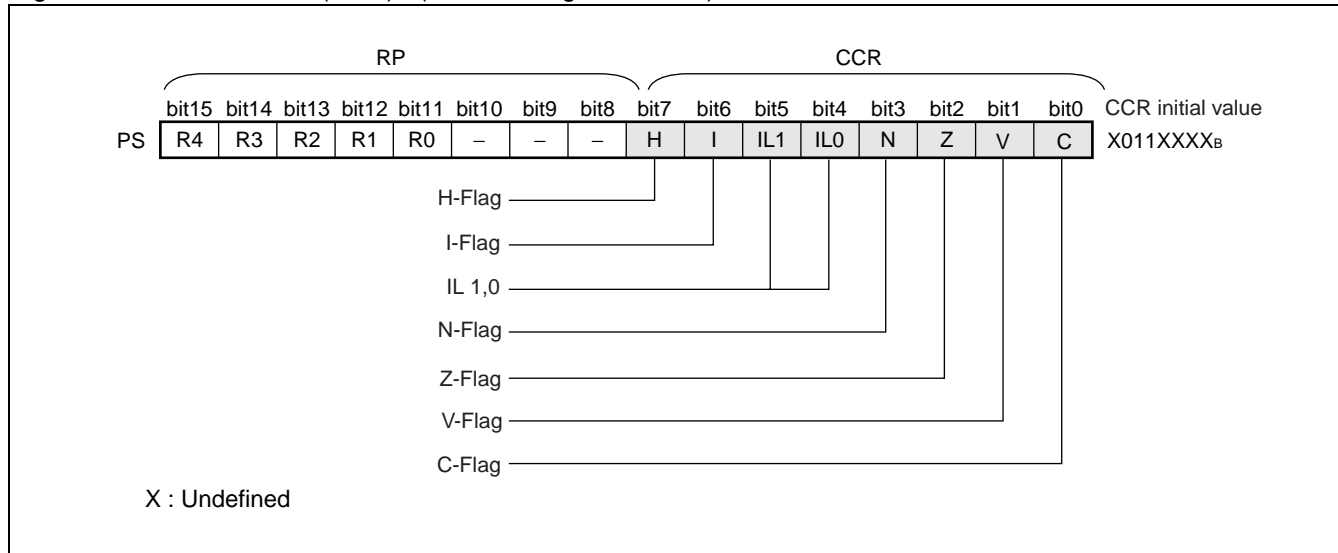 RP CCR
bit15 bit14 bit13 bit12 bit11 bit10 bit9 bit8 bit7 bit6 bit5 bit4 bit3 bit2 bit1 bit0 CCR initial value
PS R4 R3 R2 R1 R0 – – – H I IL1 IL0 N Z V C X011XXXXB
H-Flag
I-Flag
IL 1,0
N-Flag
Z-Flag
V-Flag
C-Flag
X : Undefined